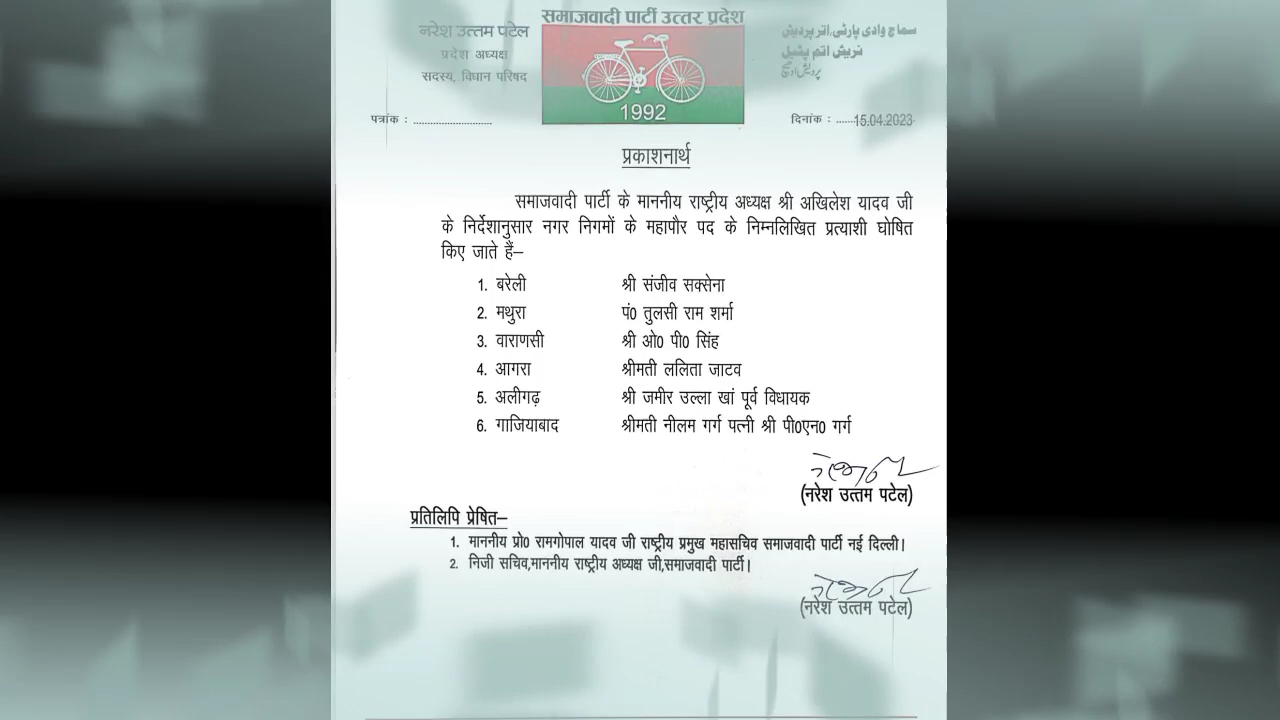 समाजवादी पार्टी उत्तर प्रदेश
नरेश उत्तम पटेल
प्रदेश अध्यक्ष
सदस्य, विधान परिषद
1992
سماج وادی پارٹی، اتر پردیش
نریش اتم پٹیل
पत्रांक : ..........................
दिनांक : ......15.04.2023
प्रकाशनार्थ
समाजवादी पार्टी के माननीय राष्ट्रीय अध्यक्ष श्री अखिलेश यादव जी
के निर्देशानुसार नगर निगमों के महापौर पद के निम्नलिखित प्रत्याशी घोषित
किए जाते हैं–
1. बरेली श्री संजीव सक्सेना
2. मथुरा पं0 तुलसी राम शर्मा
3. वाराणसी श्री ओ0 पी0 सिंह
4. आगरा श्रीमती ललिता जाटव
5. अलीगढ़ श्री जमीर उल्ला खां पूर्व विधायक
6. गाजियाबाद श्रीमती नीलम गर्ग पत्नी श्री पी0एन0 गर्ग
(नरेश उत्तम पटेल)
प्रतिलिपि प्रेषित–
1. माननीय प्रो0 रामगोपाल यादव जी राष्ट्रीय प्रमुख महासचिव समाजवादी पार्टी नई दिल्ली।
2. निजी सचिव,माननीय राष्ट्रीय अध्यक्ष जी,समाजवादी पार्टी।
(नरेश उत्तम पटेल)